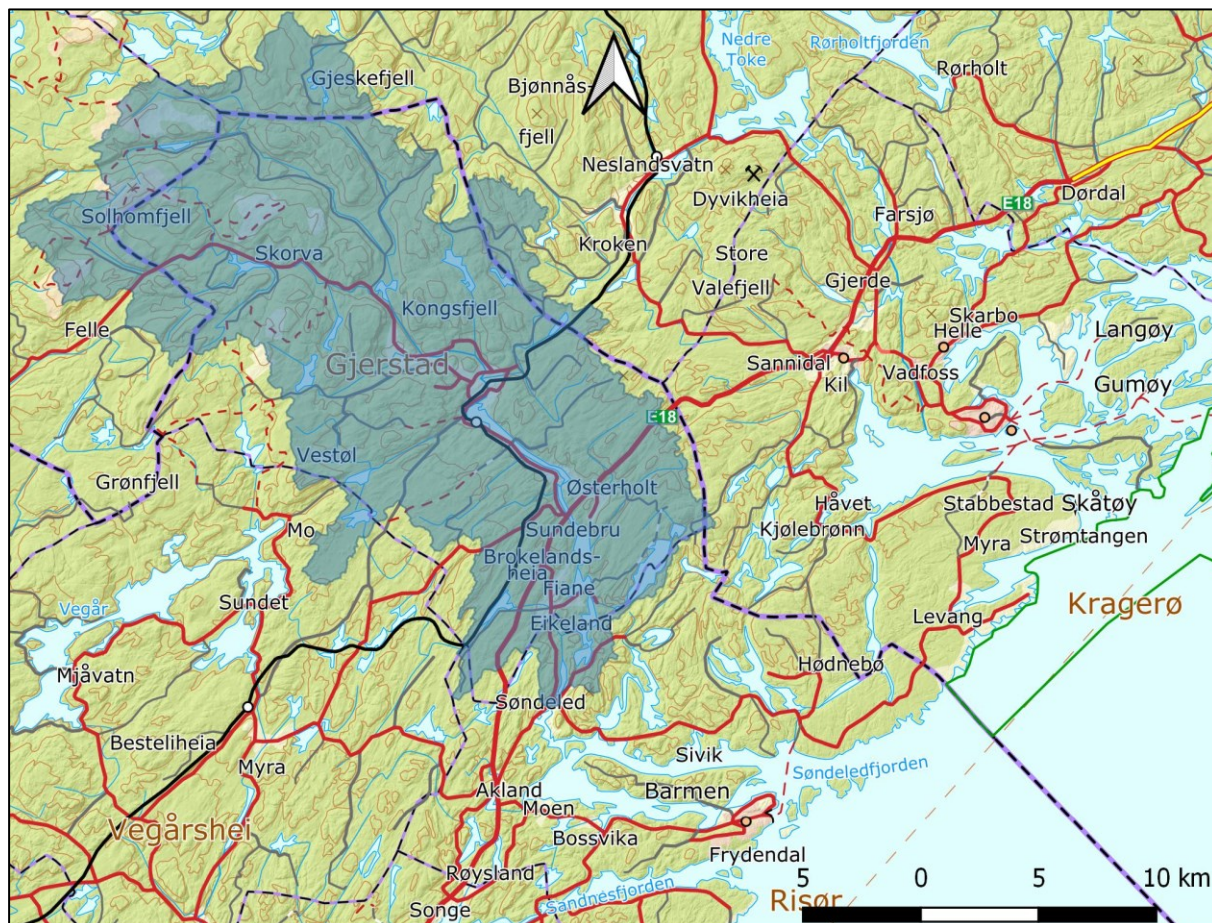 Nedre
Toke
Rørholtfjorden
Rørholt
Gjeskefjell
Bjønnås-
fjell
Neslandsvatn
Dyvikheia
E18
Dørdal
Solhomfjell
Farsjø
Skorva
Kroken
Store
Valefjell
Gjerde
Kongsfjell
Skarbo
Felle
Helle
Langøy
Gjerstad
Sannidal
Kil
Vadfoss
Gumøy
E18
Vestøl
Grønfjell
Østerholt
Håvet
Stabbestad
Skåtøy
Mo
Sundebru
Kjølebrønn
Myra
Strømtangen
Brokelands-
heia
Fiane
Vegår
Sundet
Kragerø
Eikeland
Levang
Mjåvatn
Hødnebø
Søndeled
Besteliheia
Myra
Sivik
Søndeledfjorden
Akland
Barmen
Moen
Vegårshei
Bossvika
Frydendal
Røysland
Sandnesfjorden
Risør
Songe
5 0 5 10 km